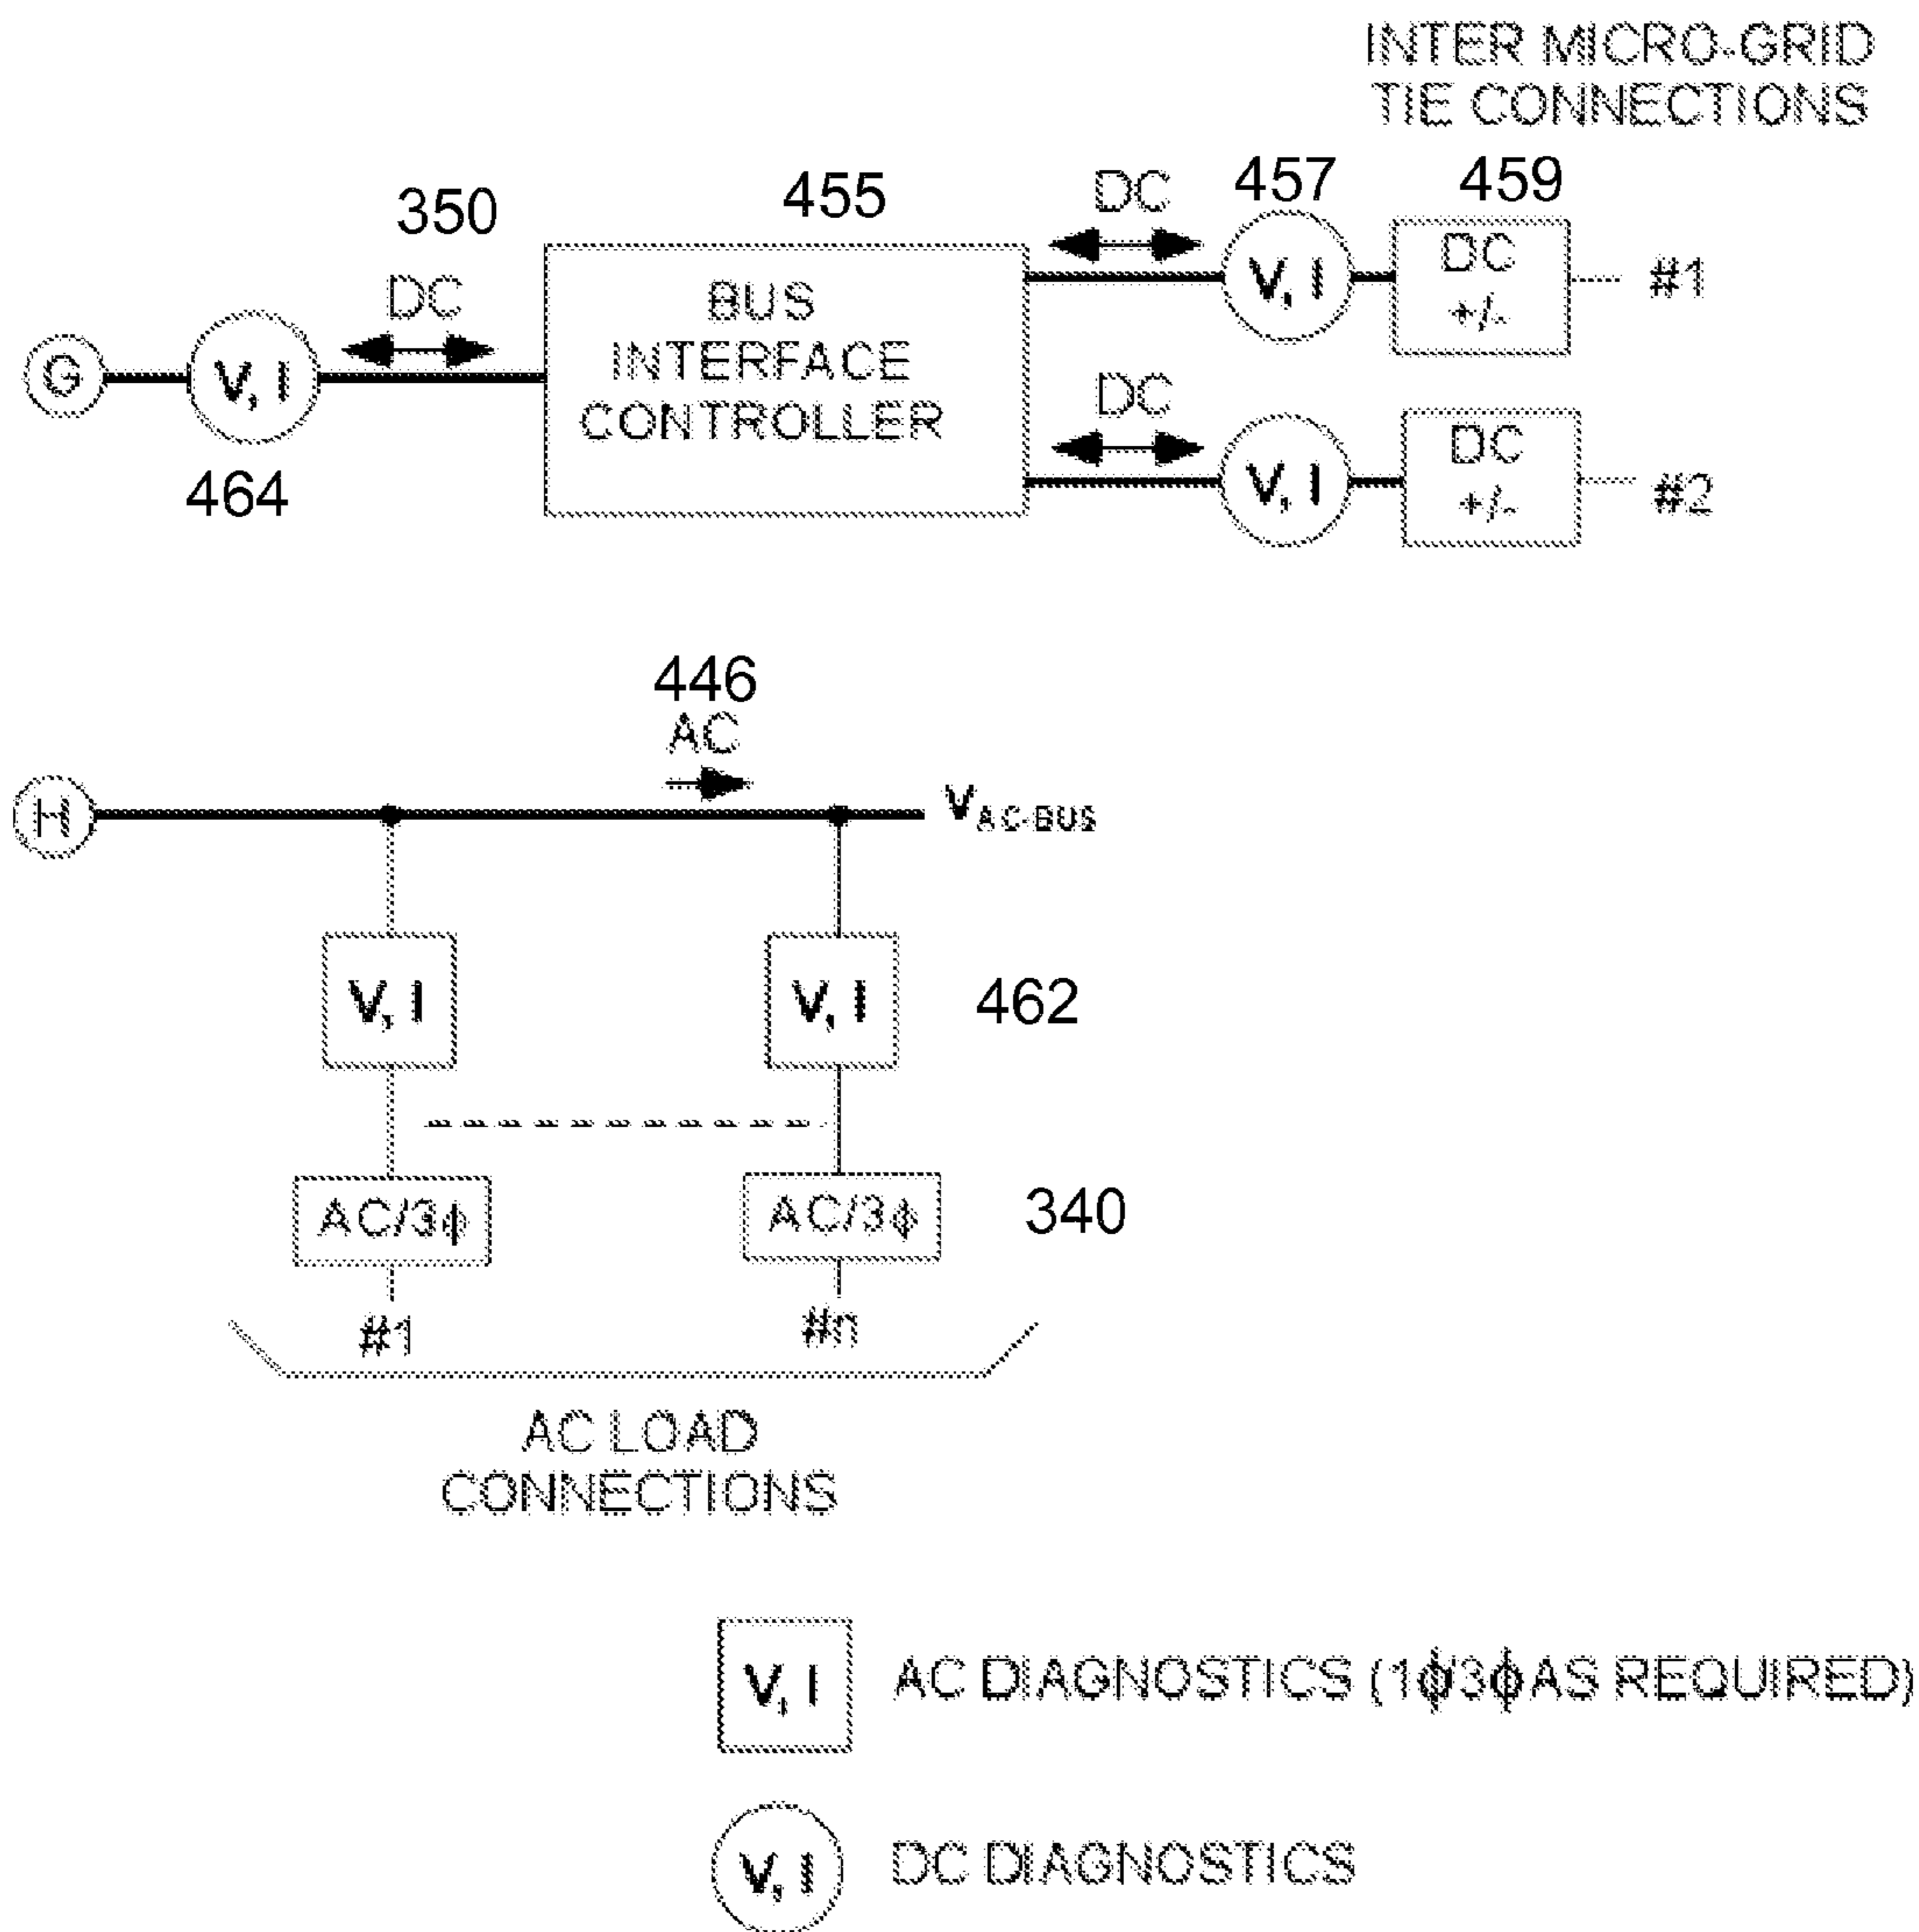 INTER MICRO-GRID
TIE CONNECTIONS
350
455
DC
457
459
DC
BUS
INTERFACE
CONTROLLER
V, I
DC
+/-
#1
G
V, I
464
DC
V, I
DC
+/-
#2
446
AC
H
VAC-BUS
V, I
V, I
462
AC/3ϕ
AC/3ϕ
340
#1
#n
AC LOAD
CONNECTIONS
V, I
AC DIAGNOSTICS (1ϕ/3ϕ AS REQUIRED)
V, I
DC DIAGNOSTICS